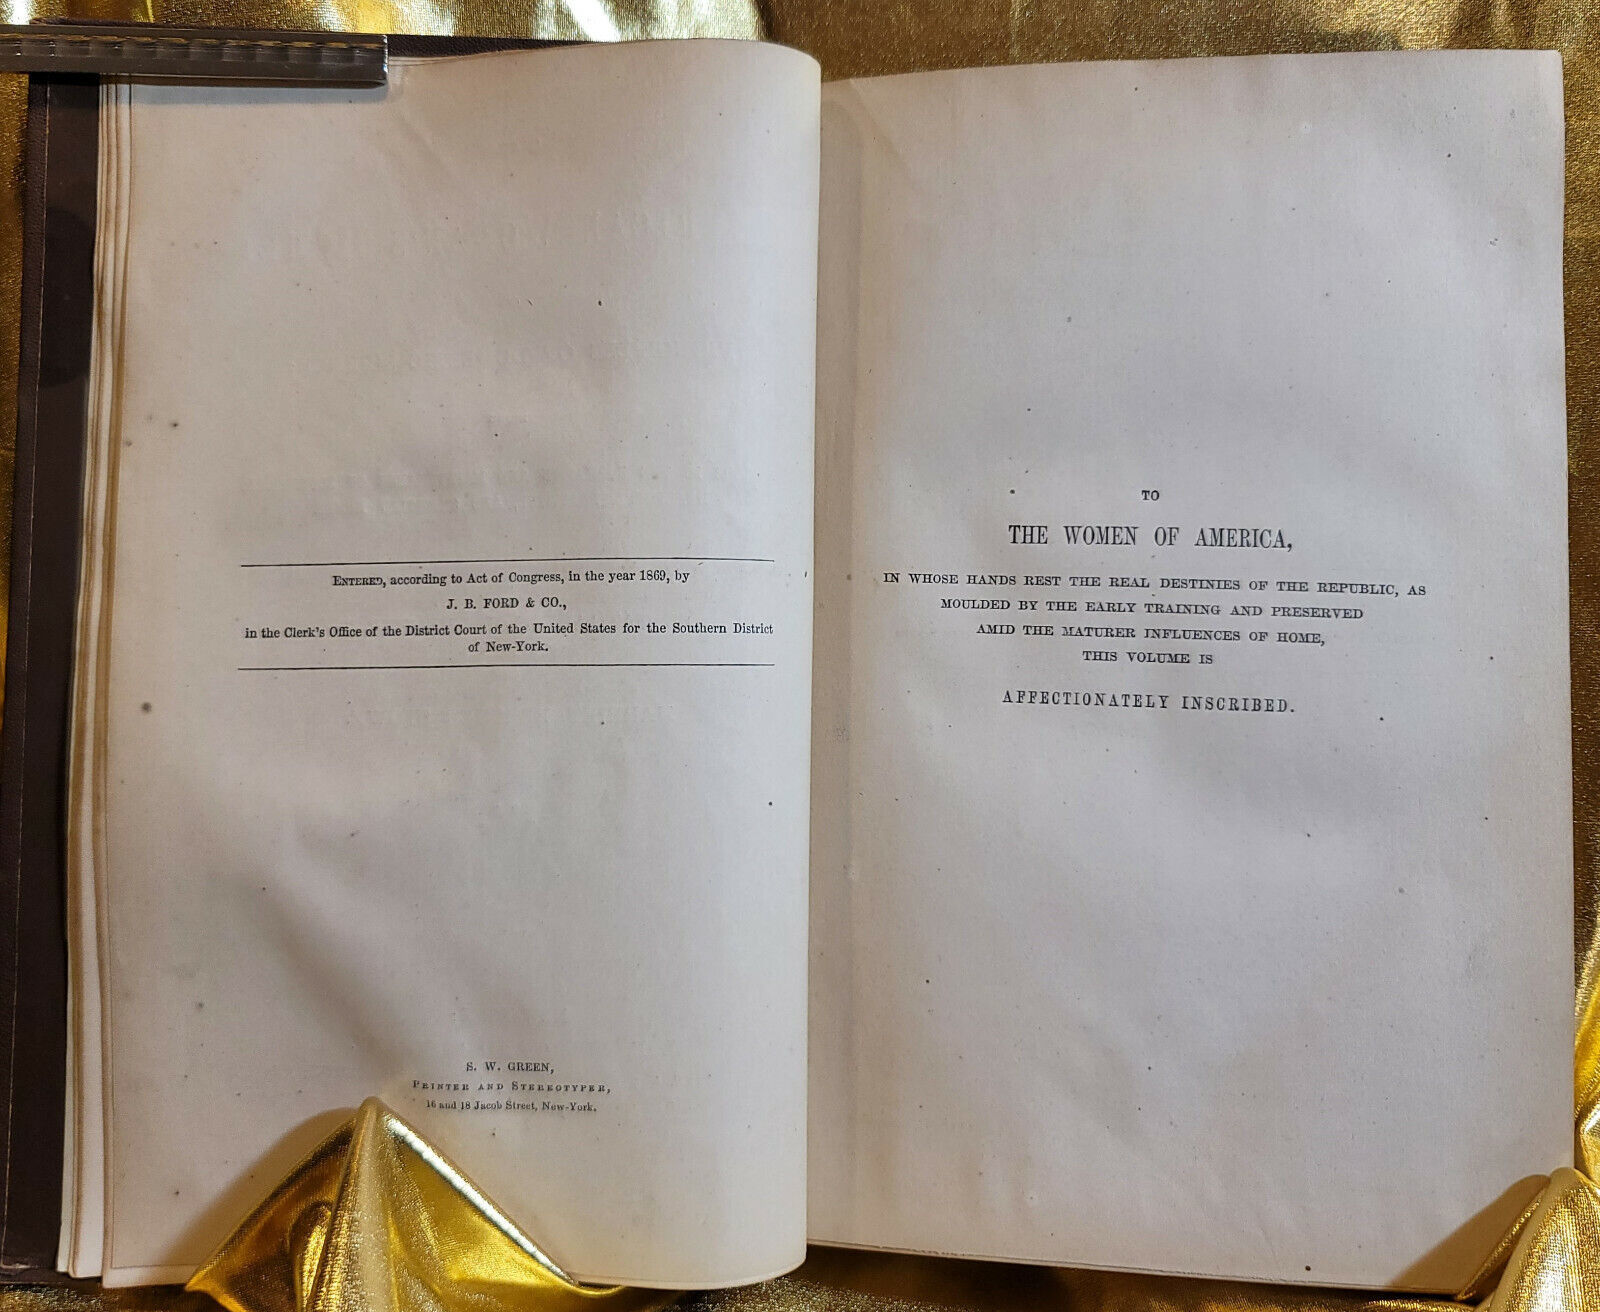 ENTERED, according to Act of Congress, in the year 1869, by
J. B. FORD & CO.,
in the Clerk's Office of the District Court of the United States for the Southern District
of New-York.
S. W. GREEN,
PRINTER AND STEREOTYPER,
16 and 18 Jacob Street, New-York.
TO
THE WOMEN OF AMERICA,
IN WHOSE HANDS REST THE REAL DESTINIES OF THE REPUBLIC, AS
MOULDED BY THE EARLY TRAINING AND PRESERVED
AMID THE MATURER INFLUENCES OF HOME,
THIS VOLUME IS
AFFECTIONATELY INSCRIBED.